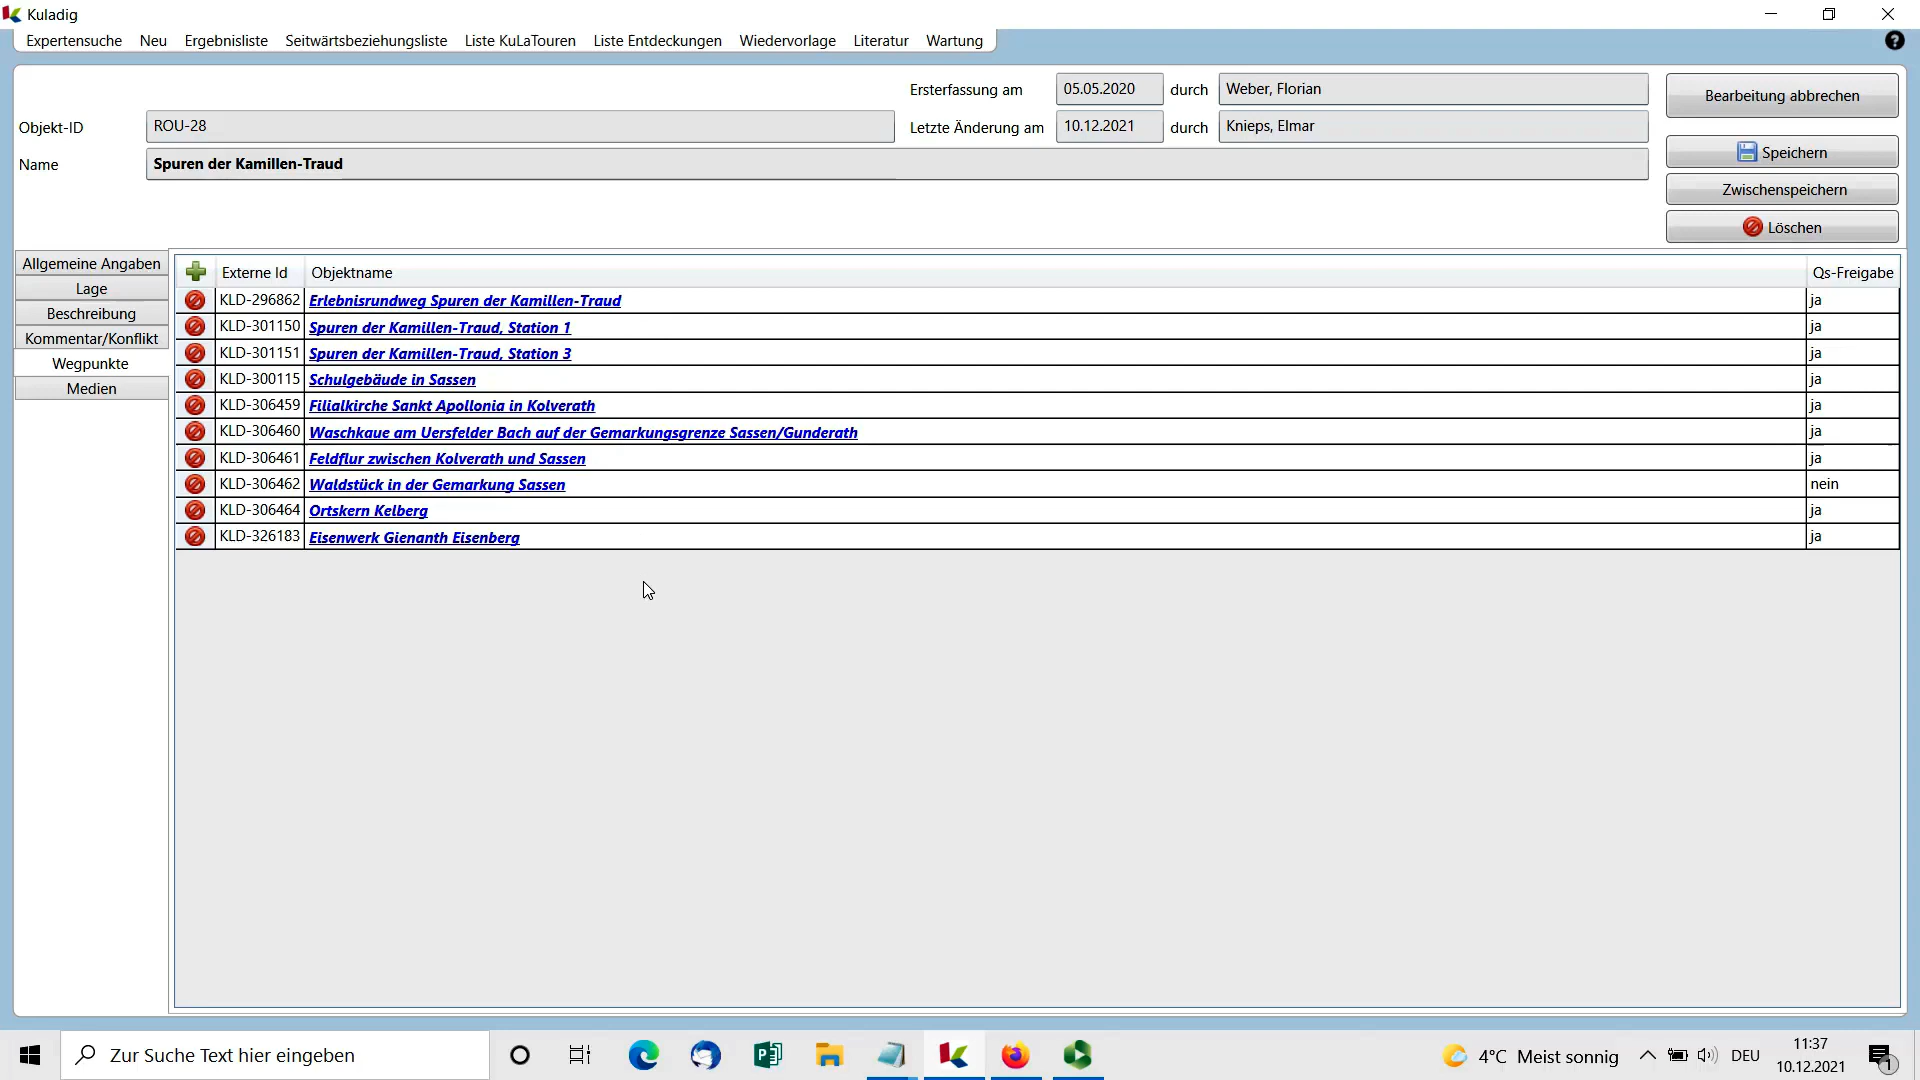 Kuladig
Expertensuche Neu Ergebnisliste Seitwärtsbeziehungsliste Liste KuLaTouren Liste Entdeckungen Wiedervorlage Literatur Wartung
?
Ersterfassung am 05.05.2020 durch Weber, Florian Bearbeitung abbrechen
Objekt-ID ROU-28 Letzte Änderung am 10.12.2021 durch Knieps, Elmar
Speichern
Name Spuren der Kamillen-Traud
Zwischenspeichern
Löschen
Allgemeine Angaben
Lage
Beschreibung
Kommentar/Konflikt
Wegpunkte
Medien
Externe Id Objektname Qs-Freigabe
KLD-296862 Erlebnisrundweg Spuren der Kamillen-Traud ja
KLD-301150 Spuren der Kamillen-Traud, Station 1 ja
KLD-301151 Spuren der Kamillen-Traud, Station 3 ja
KLD-300115 Schulgebäude in Sassen ja
KLD-306459 Filialkirche Sankt Apollonia in Kolverath ja
KLD-306460 Waschkaue am Uersfelder Bach auf der Gemarkungsgrenze Sassen/Gunderath ja
KLD-306461 Feldflur zwischen Kolverath und Sassen ja
KLD-306462 Waldstück in der Gemarkung Sassen nein
KLD-306464 Ortskern Kelberg ja
KLD-326183 Eisenwerk Gienanth Eisenberg ja
Zur Suche Text hier eingeben
4°C Meist sonnig
DEU
11:37
10.12.2021
1